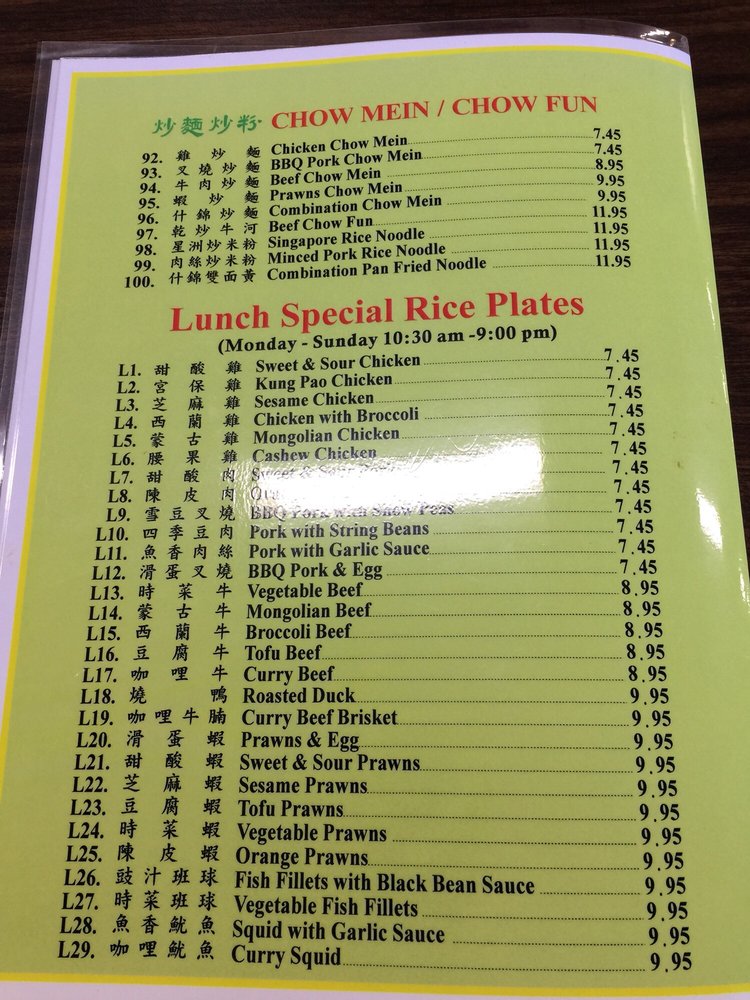 炒麵炒粉 CHOW MEIN / CHOW FUN
92. 雞炒麵 Chicken Chow Mein 7.45
93. 叉燒炒麵 BBQ Pork Chow Mein 7.45
94. 牛肉炒麵 Beef Chow Mein 8.95
95. 蝦炒麵 Prawns Chow Mein 9.95
96. 什錦炒麵 Combination Chow Mein 9.95
97. 乾炒牛河 Beef Chow Fun 11.95
98. 星洲炒米粉 Singapore Rice Noodle 11.95
99. 肉絲炒米粉 Minced Pork Rice Noodle 11.95
100. 什錦雙面黃 Combination Pan Fried Noodle 11.95
Lunch Special Rice Plates
(Monday - Sunday 10:30 am -9:00 pm)
L1. 甜酸雞 Sweet & Sour Chicken 7.45
L2. 宮保雞 Kung Pao Chicken 7.45
L3. 芝麻雞 Sesame Chicken 7.45
L4. 西蘭雞 Chicken with Broccoli 7.45
L5. 蒙古雞 Mongolian Chicken 7.45
L6. 腰果雞 Cashew Chicken 7.45
L7. 甜酸肉 Sweet & Sour 7.45
L8. 陳皮肉 7.45
L9. 雪豆叉燒 BBQ Pork with Snow Peas 7.45
L10. 四季豆肉 Pork with String Beans 7.45
L11. 魚香肉絲 Pork with Garlic Sauce 7.45
L12. 滑蛋叉燒 BBQ Pork & Egg 7.45
L13. 時菜牛 Vegetable Beef 8.95
L14. 蒙古牛 Mongolian Beef 8.95
L15. 西蘭牛 Broccoli Beef 8.95
L16. 豆腐牛 Tofu Beef 8.95
L17. 咖哩牛 Curry Beef 8.95
L18. 燒鴨 Roasted Duck 9.95
L19. 咖哩牛腩 Curry Beef Brisket 9.95
L20. 滑蛋蝦 Prawns & Egg 9.95
L21. 甜酸蝦 Sweet & Sour Prawns 9.95
L22. 芝麻蝦 Sesame Prawns 9.95
L23. 豆腐蝦 Tofu Prawns 9.95
L24. 時菜蝦 Vegetable Prawns 9.95
L25. 陳皮蝦 Orange Prawns 9.95
L26. 豉汁班球 Fish Fillets with Black Bean Sauce 9.95
L27. 時菜班球 Vegetable Fish Fillets 9.95
L28. 魚香魷魚 Squid with Garlic Sauce 9.95
L29. 咖哩魷魚 Curry Squid 9.95